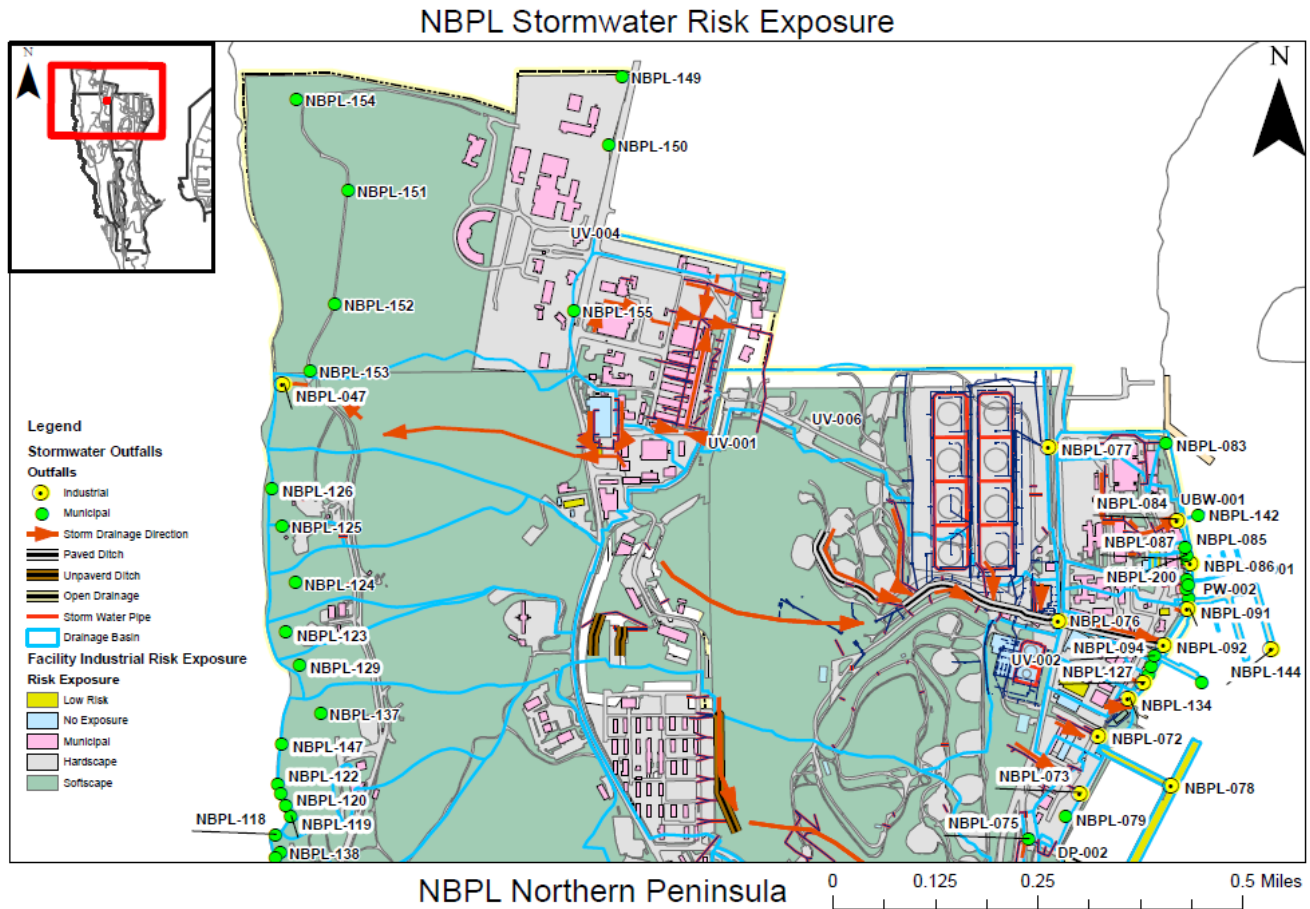 NBPL Stormwater Risk Exposure
N
N
NBPL-149
NBPL-154
NBPL-150
NBPL-151
UV-004
NBPL-152
NBPL-155
NBPL-153
NBPL-047
UV-006
UV-001
NBPL-083
NBPL-077
Legend
Stormwater Outfalls
Outfalls
Industrial
Municipal
Storm Drainage Direction
Paved Ditch
Unpaverd Ditch
Open Drainage
Storm Water Pipe
Drainage Basin
Facility Industrial Risk Exposure
Risk Exposure
Low Risk
No Exposure
Municipal
Hardscape
Softscape
NBPL-126
NBPL-125
NBPL-124
NBPL-123
NBPL-129
NBPL-137
NBPL-147
NBPL-122
NBPL-120
NBPL-118
NBPL-119
NBPL-138
UBW-001
NBPL-084
NBPL-142
NBPL-087
NBPL-085
NBPL-086
01
NBPL-200
PW-002
NBPL-091
NBPL-076
NBPL-094
NBPL-092
UV-002
NBPL-127
NBPL-144
NBPL-134
NBPL-072
NBPL-073
NBPL-078
NBPL-075
NBPL-079
DP-002
NBPL Northern Peninsula
0 0.125 0.25 0.5 Miles